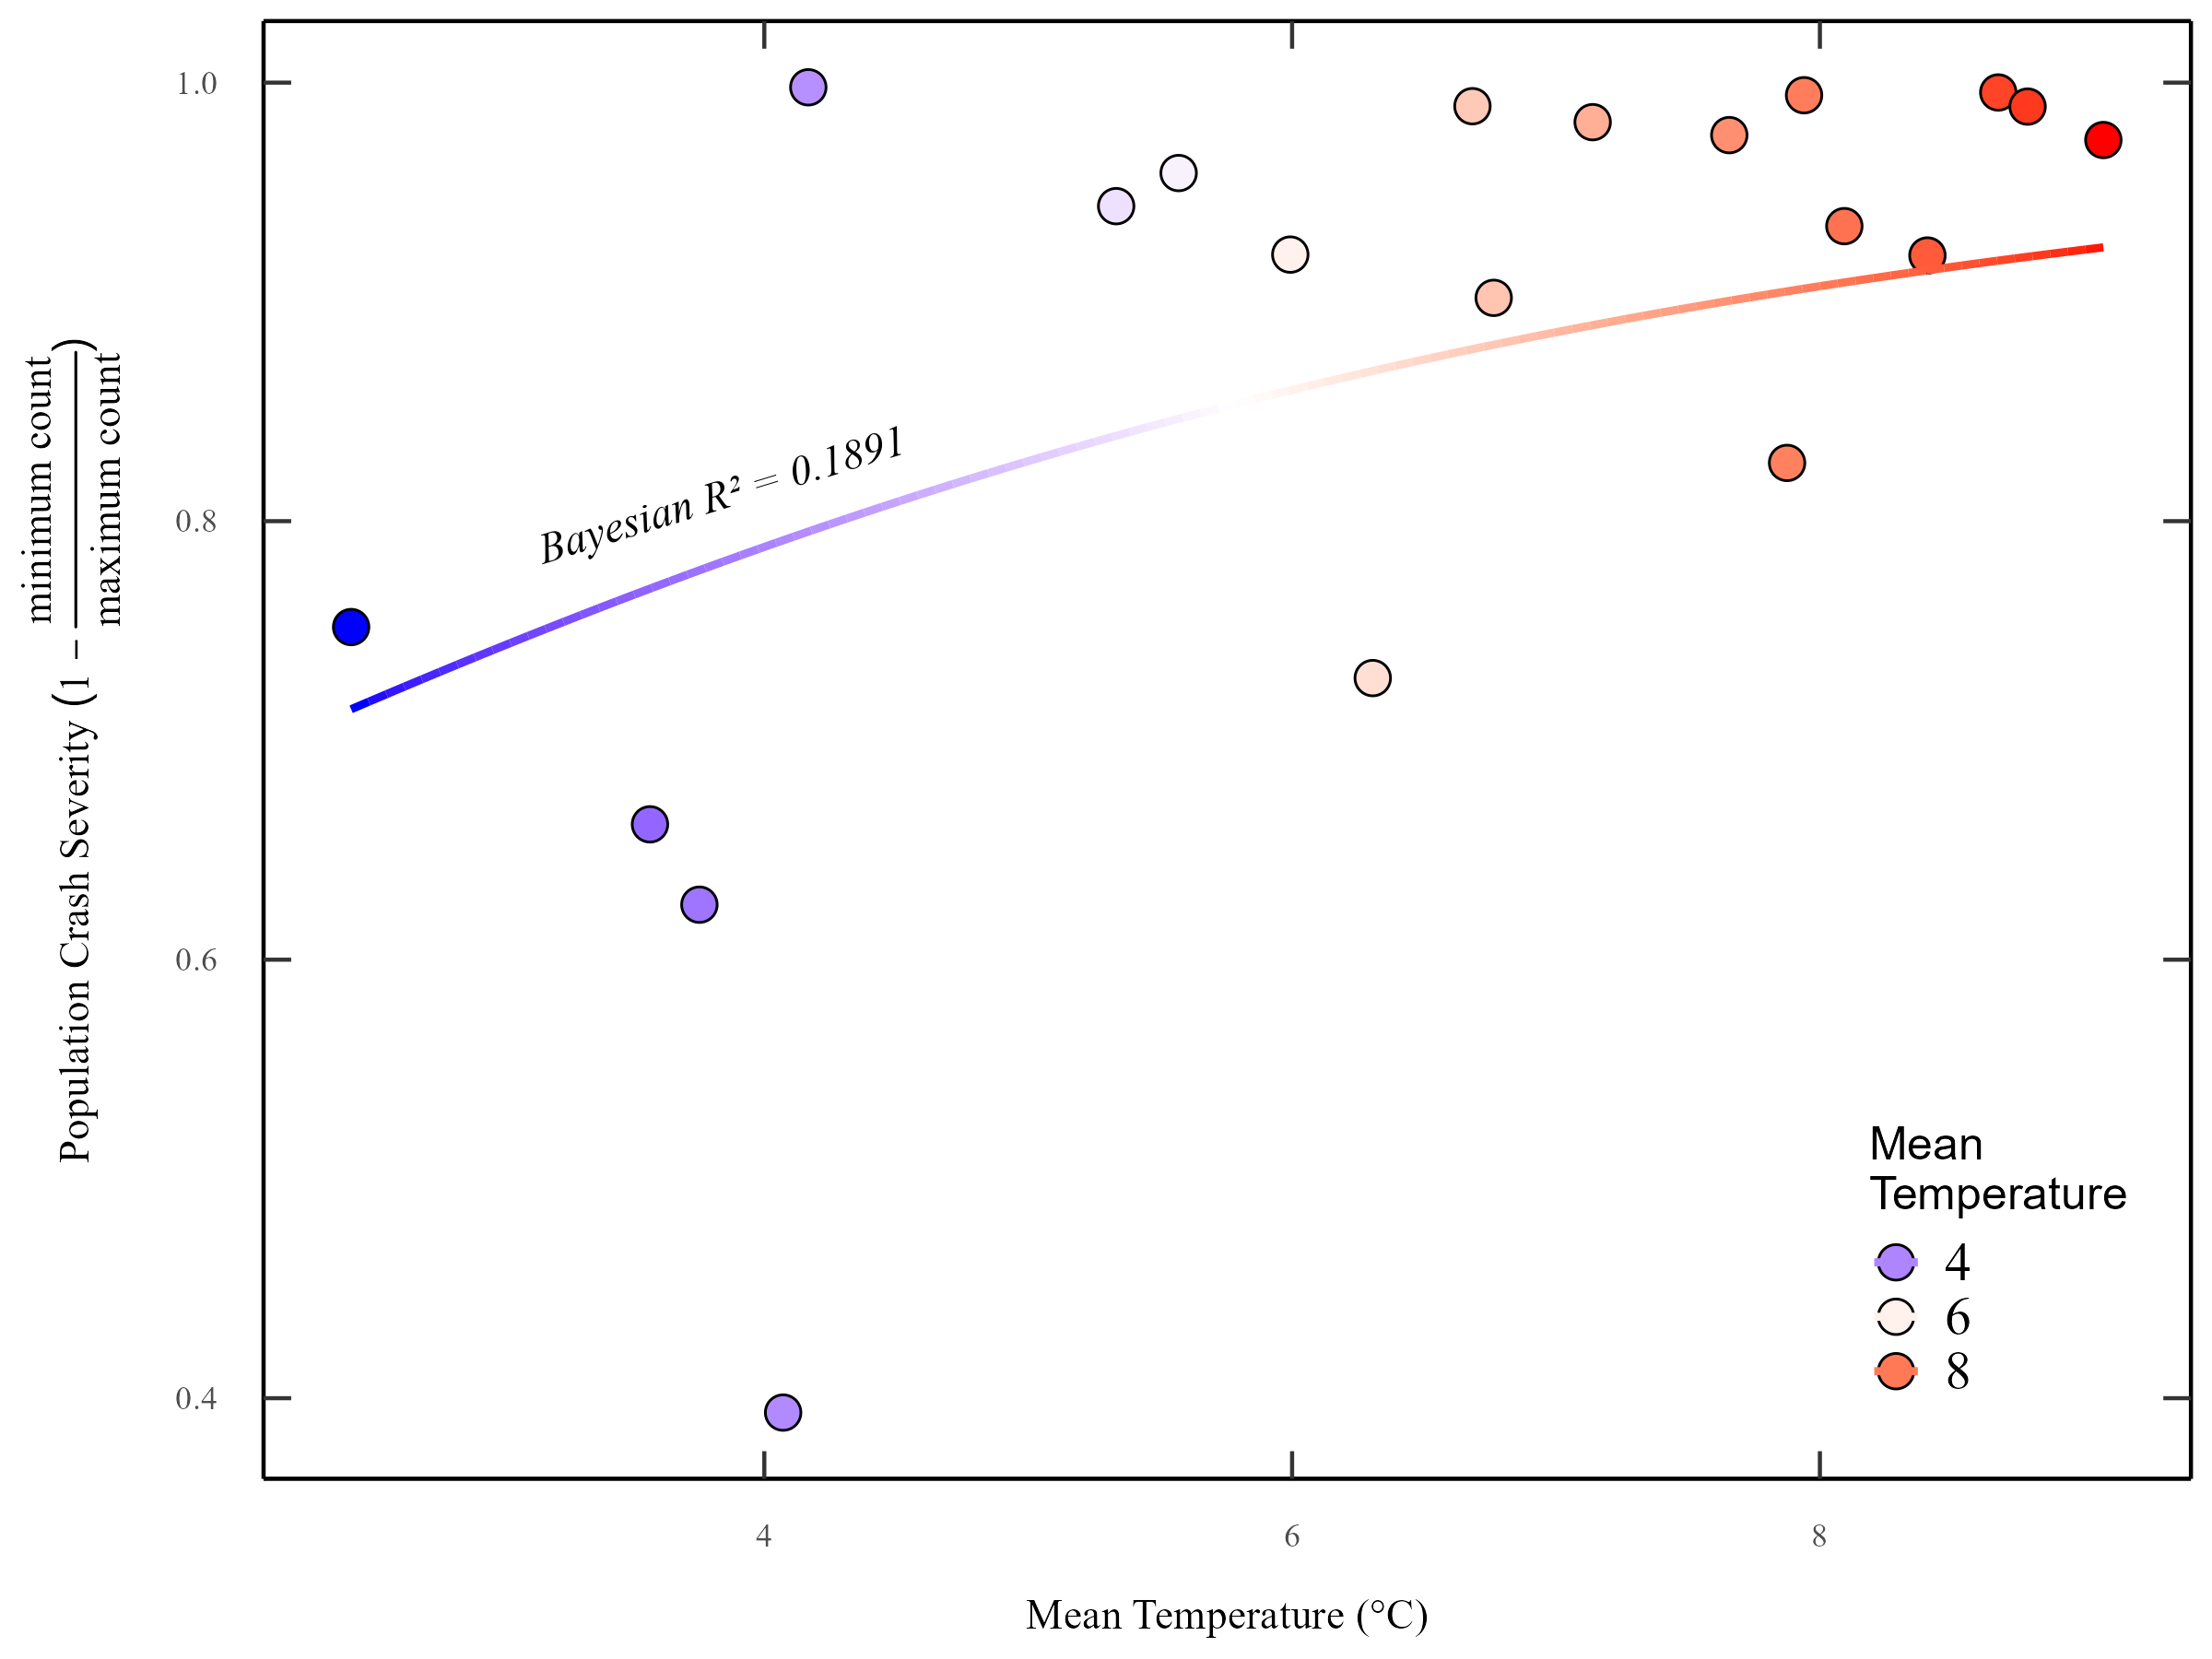 Population Crash Severity (1 - minimum count
maximum count)
1.0
0.8
0.6
0.4
Bayesian R² = 0.1891
Mean
Temperature
4
6
8
4
6
8
Mean Temperature (°C)